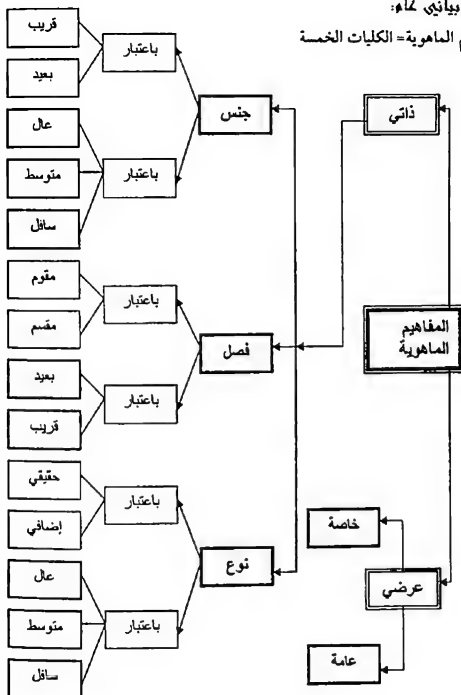 بياني عام:
الماهوية= الكليات الخمسة
المفاهيم
الماهوية
ذاتي
جنس
باعتبار
قريب
بعيد
باعتبار
عال
متوسط
سافل
فصل
باعتبار
مقوم
مقسم
باعتبار
بعيد
قريب
نوع
باعتبار
حقيقي
إضافي
باعتبار
عال
متوسط
سافل
عرضي
خاصة
عامة